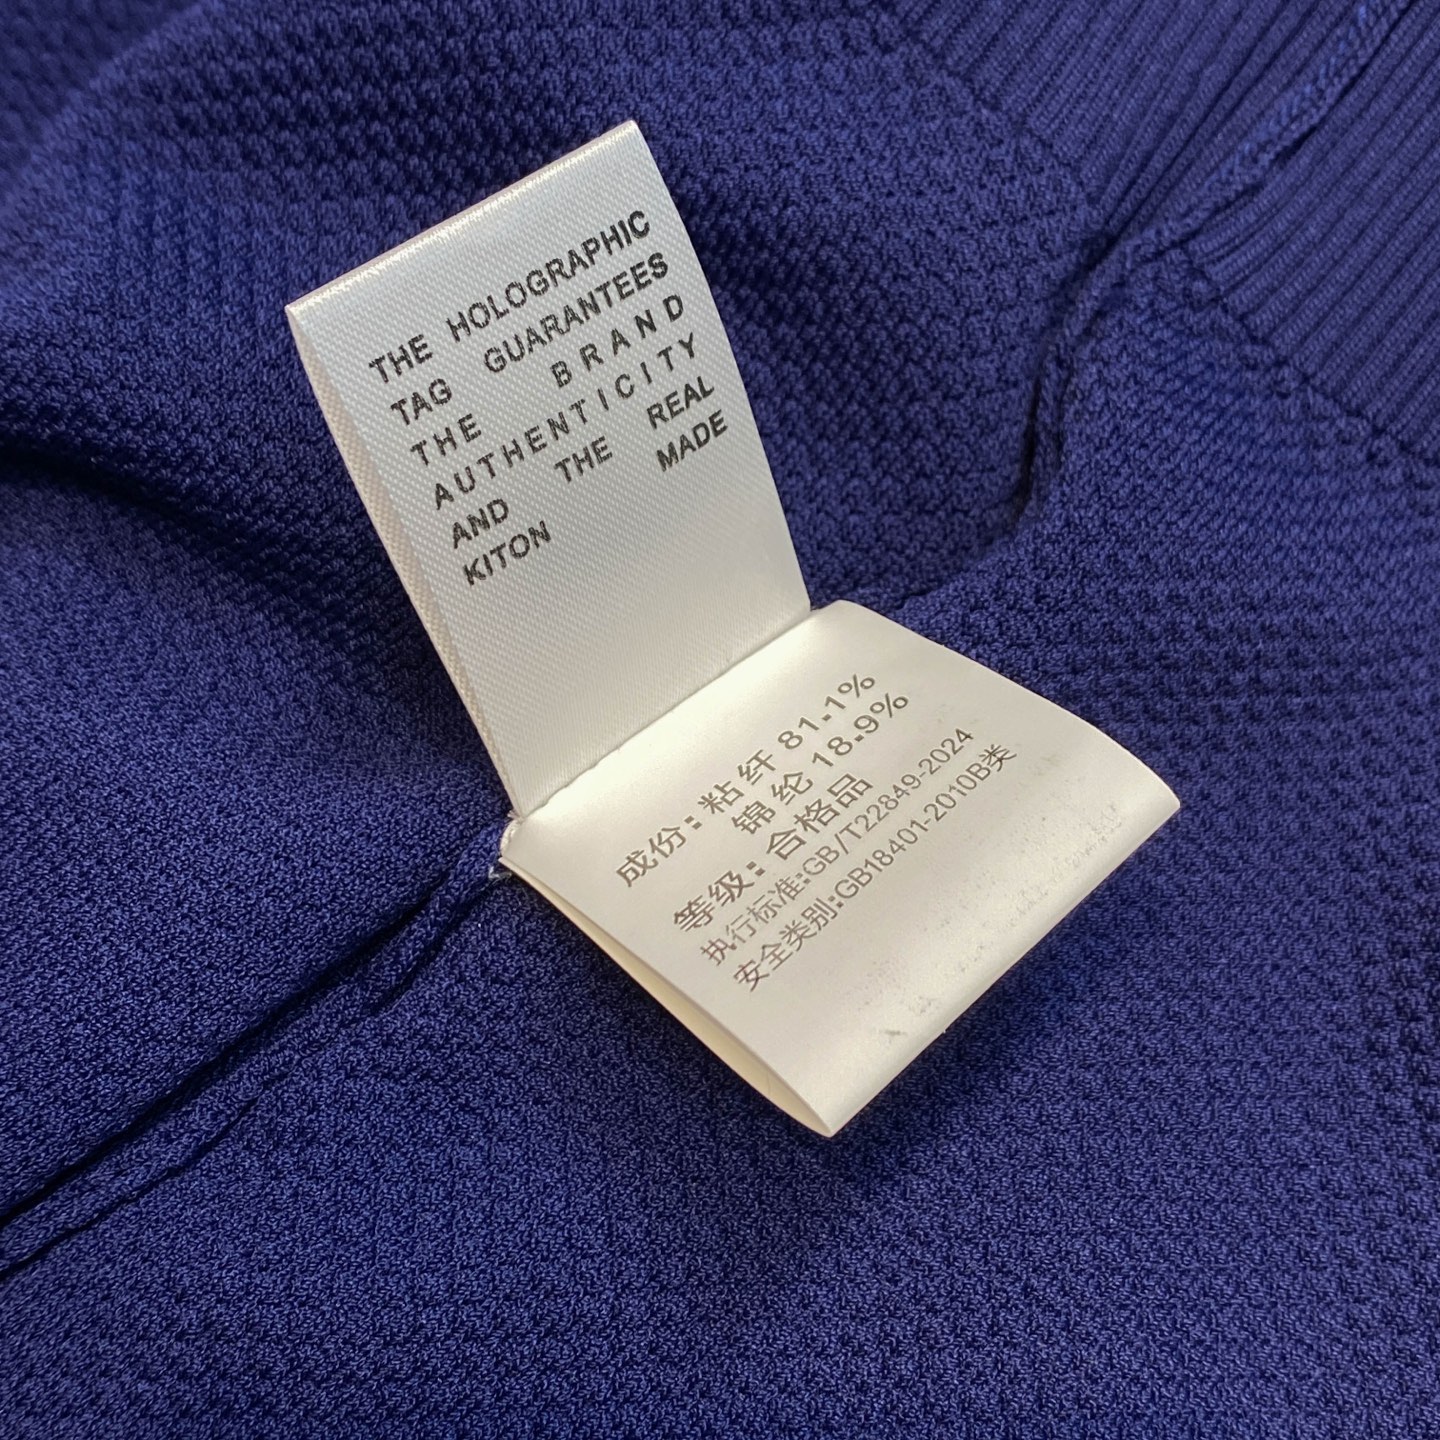 THE HOLOGRAPHIC
TAG GUARANTEES
THE BRAND
AUTHENTICITY
AND THE REAL
KITON MADE
成份:粘纤 81.1%
锦纶 18.9%
等级:合格品
执行标准:GB/T22849-2024
安全类别:GB18401-2010B类